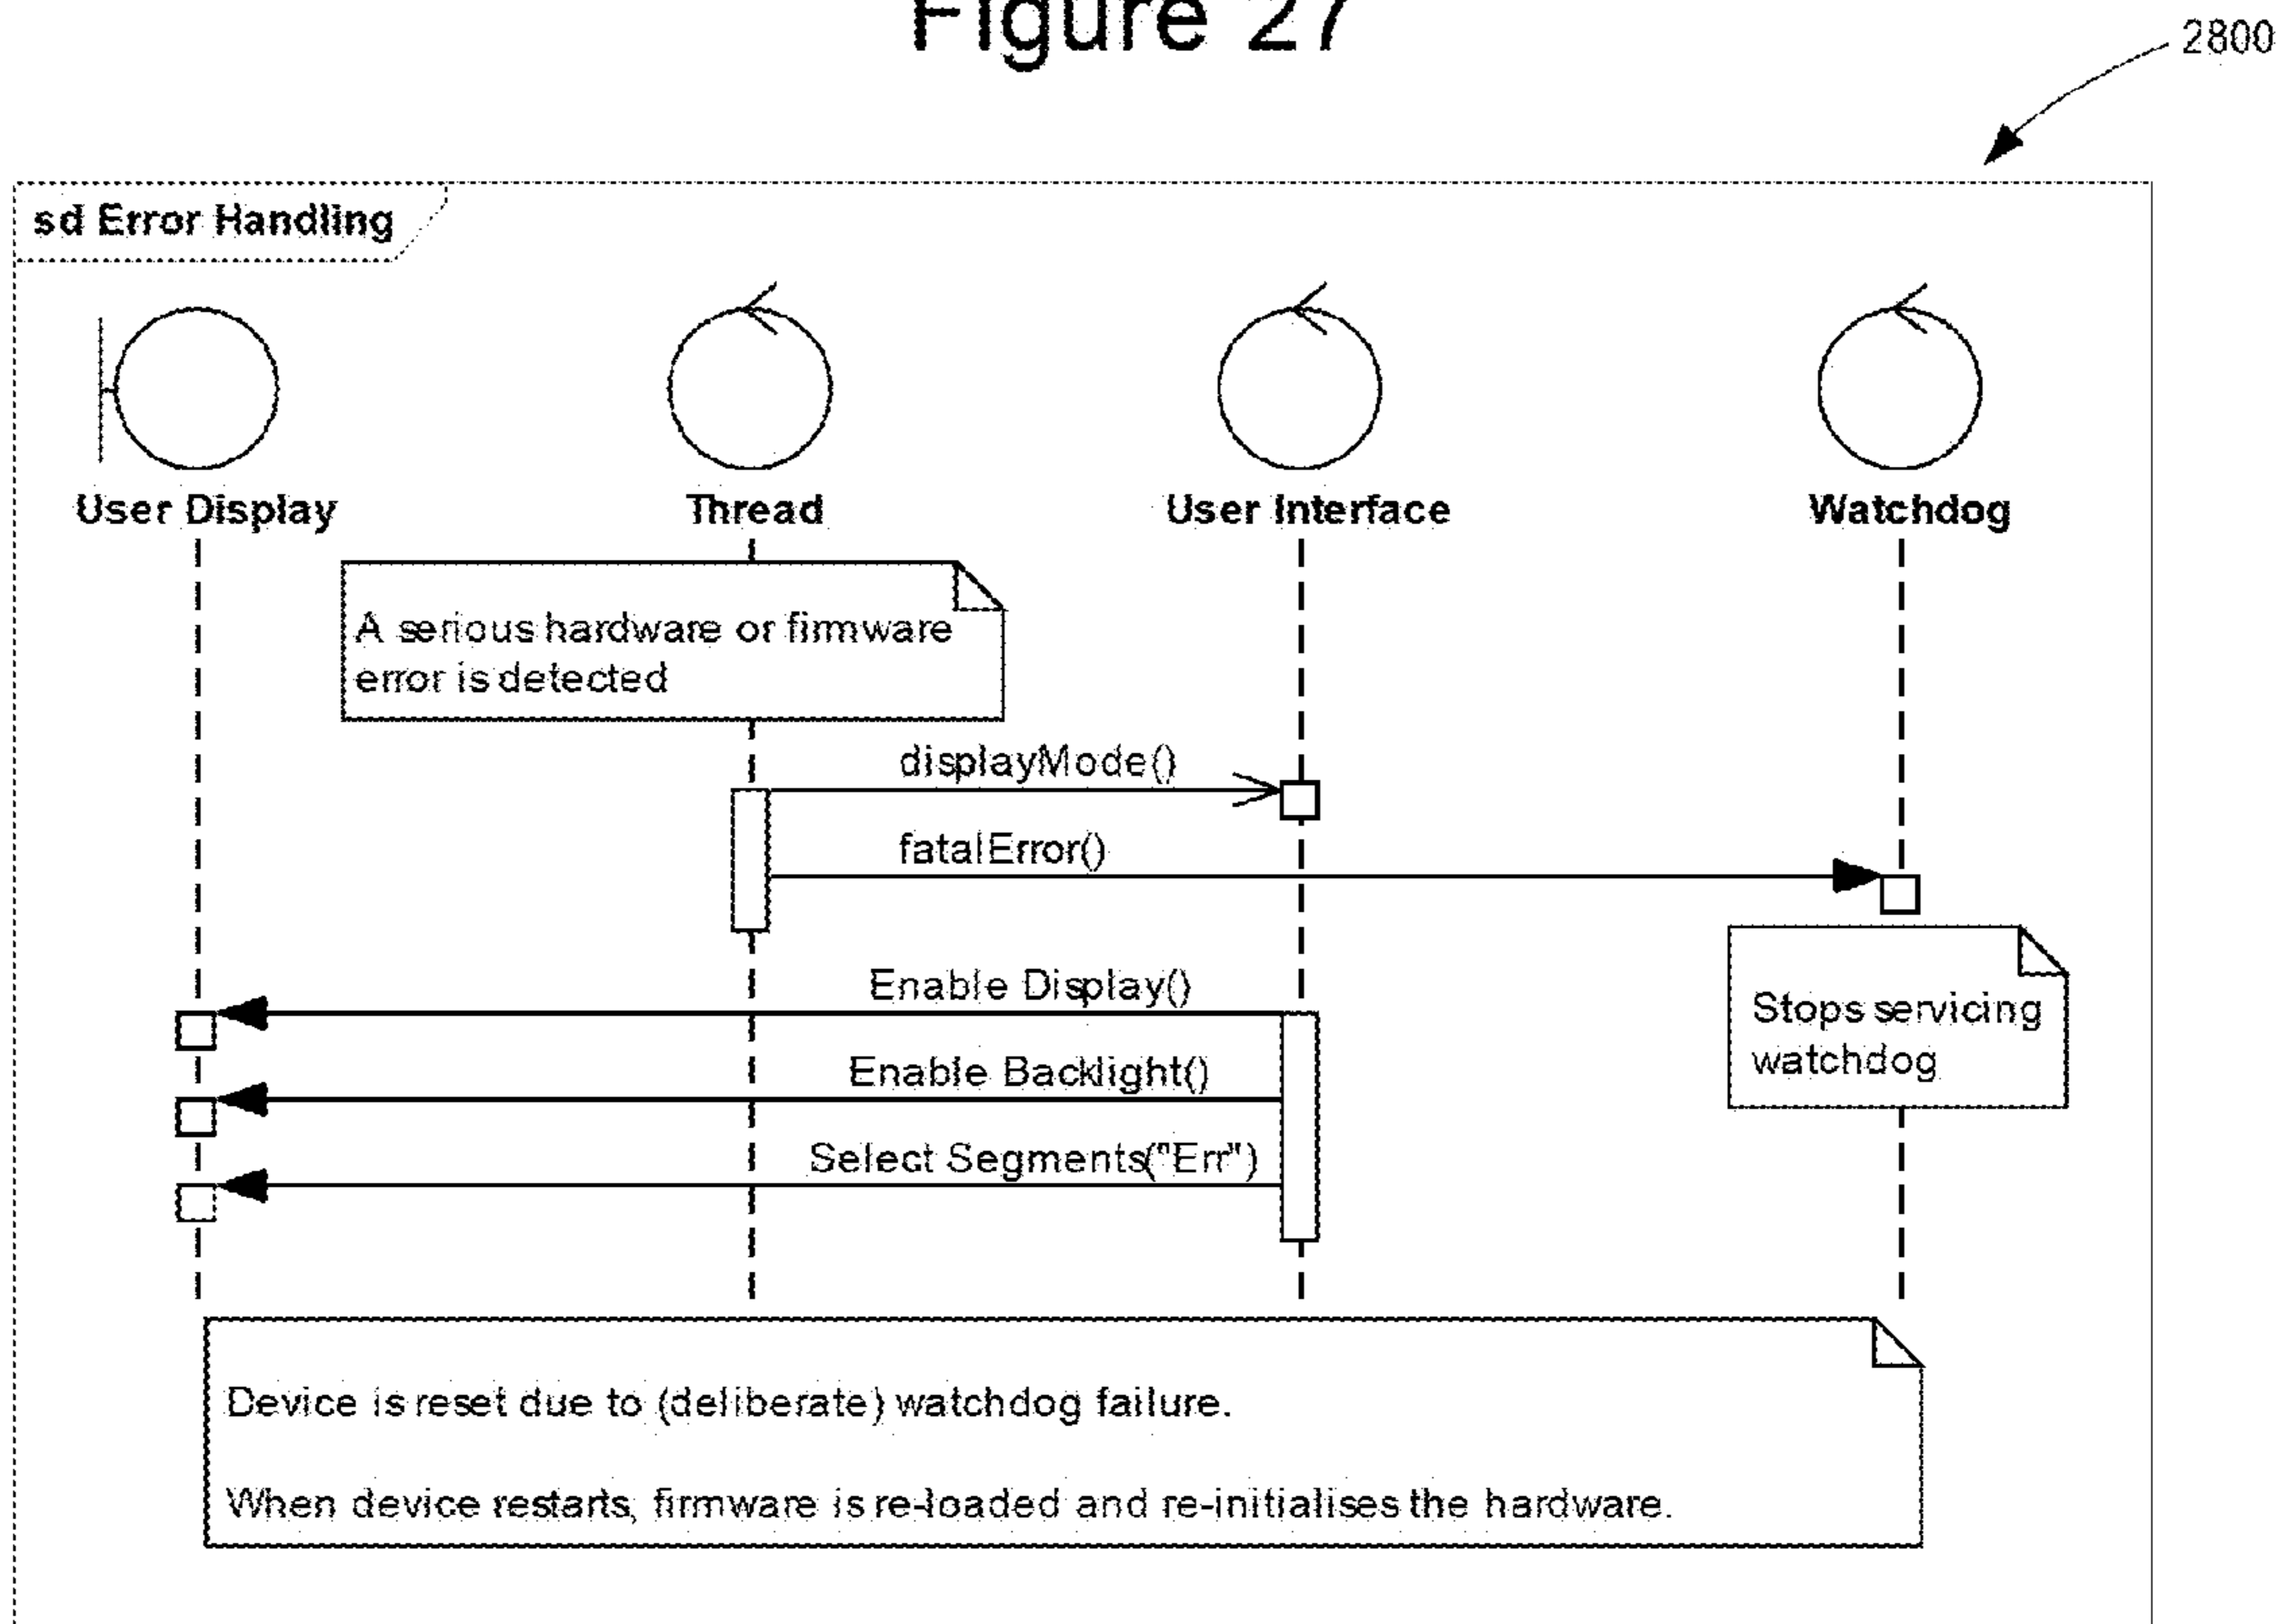 Figure 27
2800
sd Error Handling
User Display
Thread
User Interface
Watchdog
A serious hardware or firmware
error is detected
displayMode()
fatalError()
Enable Display()
Stops servicing
watchdog
Enable Backlight()
Select Segments("Err")
Device is reset due to (deliberate) watchdog failure.
When device restarts, firmware is re-loaded and re-initialises the hardware.